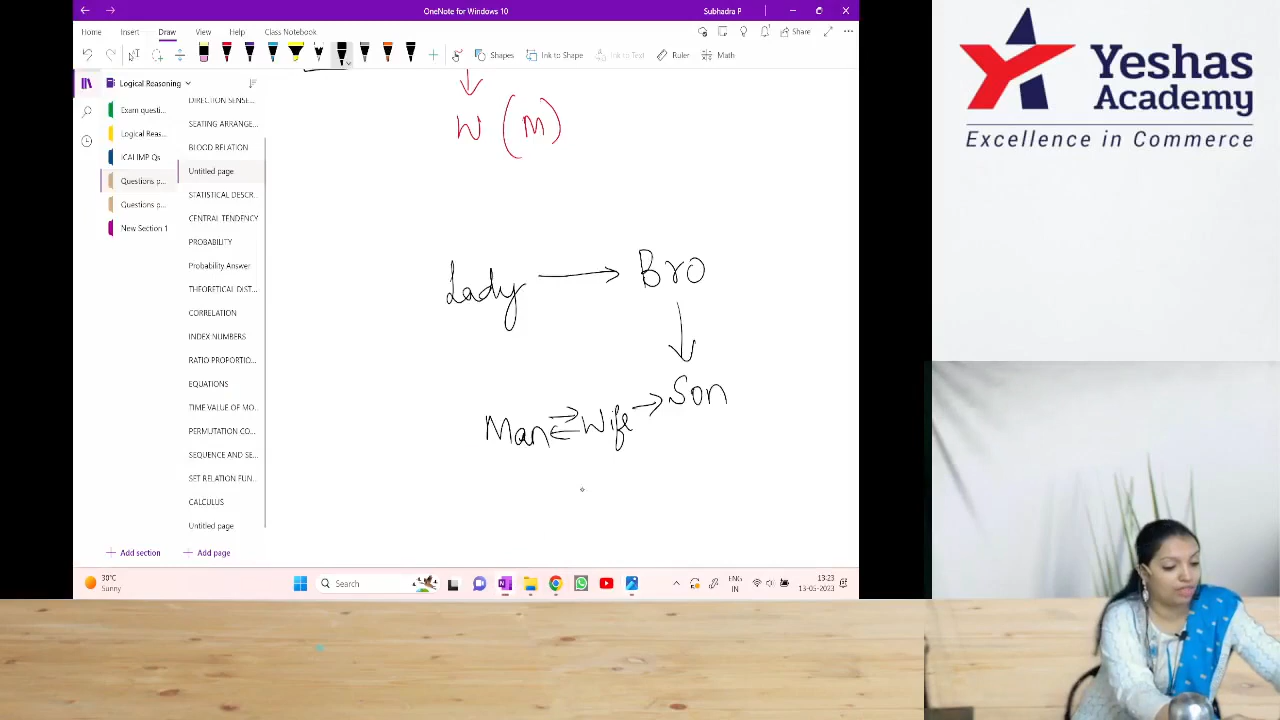 OneNote for Windows 10
Subhadra P
Home Insert Draw View Help Class Notebook
Share
Shapes Ink to Shape Ink to Text Ruler Math
Logical Reasoning
Exam questi...
Logical Reas...
ICAI IMP Qs
Questions p...
Questions p...
New Section 1
DIRECTION SENSE...
SEATING ARRANGE...
BLOOD RELATION
Untitled page
STATISTICAL DESCR...
CENTRAL TENDENCY
PROBABILITY
Probability Answer
THEORETICAL DIST...
CORRELATION
INDEX NUMBERS
RATIO PROPORTIO...
EQUATIONS
TIME VALUE OF MO...
PERMUTATION CO...
SEQUENCE AND SE...
SET RELATION FUN...
CALCULUS
Untitled page
Add section
Add page
W (M)
Lady → Bro
Man ⇄ Wife → Son
30°C
Sunny
Search
ENG
IN
13:23
13-05-2023
Yeshas
Academy
Excellence in Commerce